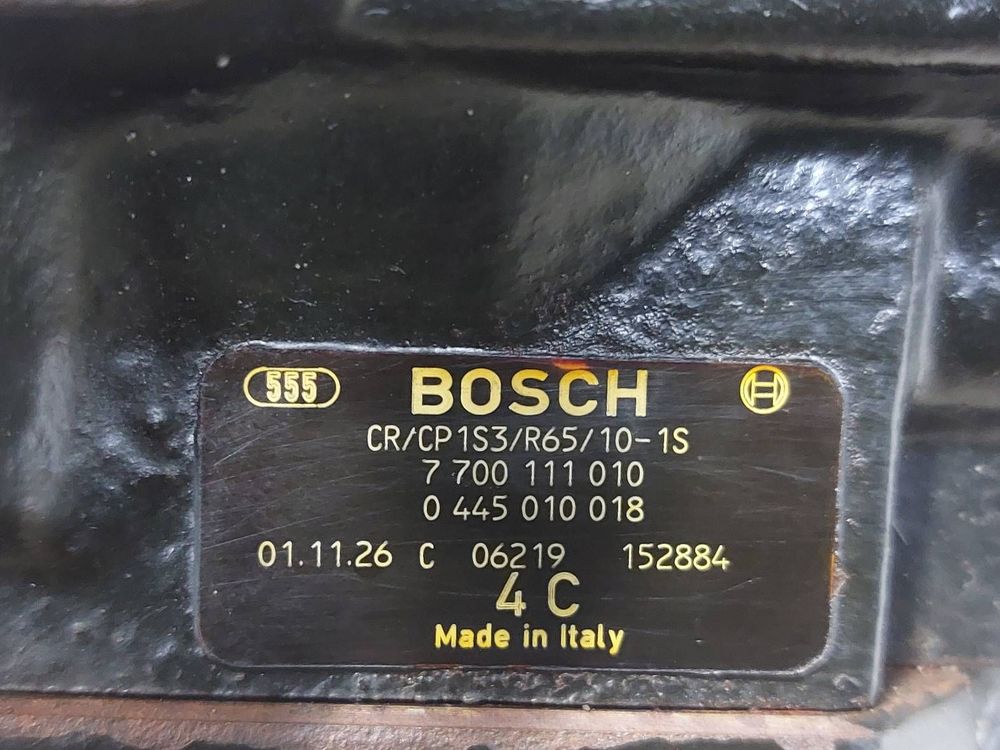 555 BOSCH
CR/CP1S3/R65/10-1S
7 700 111 010
0 445 010 018
01.11.26 C 06219 152884
4 C
Made in Italy